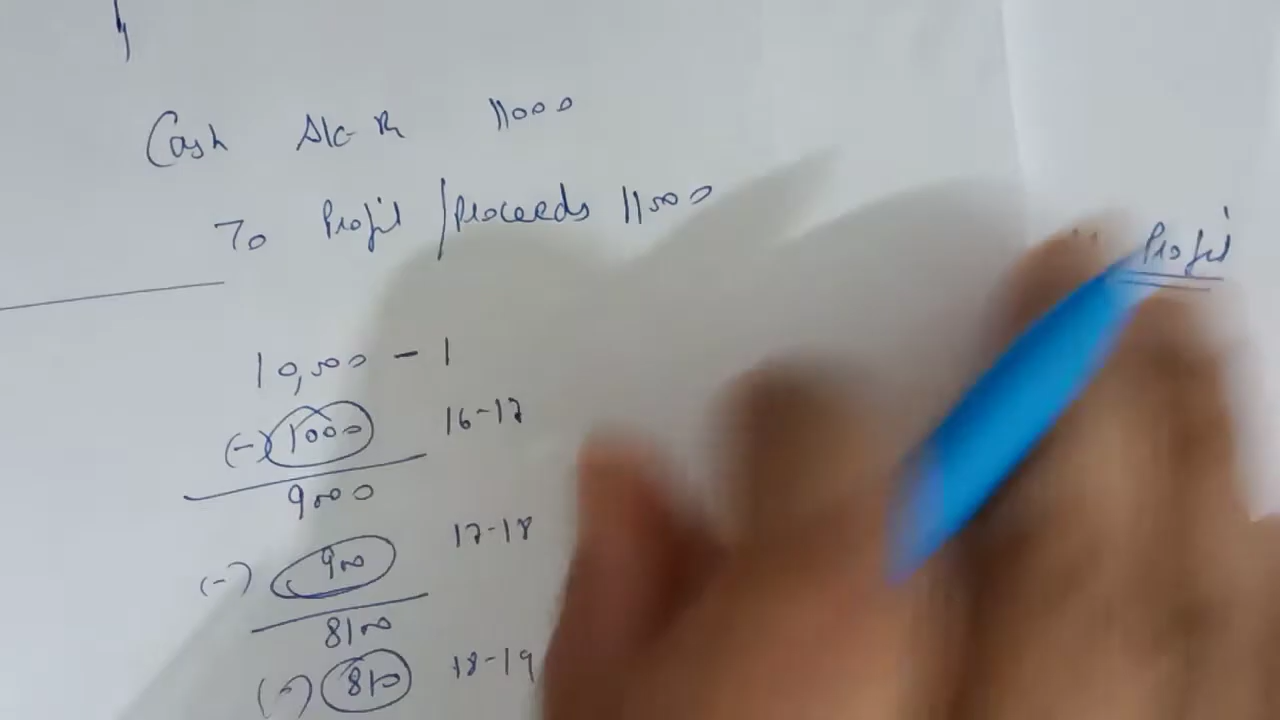 Cash A/c Dr 11000
To Profit / Proceeds 11000
Profit
10,000 - 1
(-) 1000 16-17
9000
(-) 900 17-18
8100
(-) 810 18-19